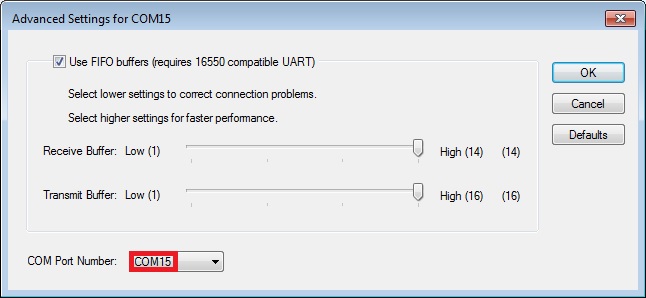 Advanced Settings for COM15
Use FIFO buffers (requires 16550 compatible UART)
OK
Select lower settings to correct connection problems.
Cancel
Select higher settings for faster performance.
Defaults
Receive Buffer: Low (1) High (14) (14)
Transmit Buffer: Low (1) High (16) (16)
COM Port Number: COM15